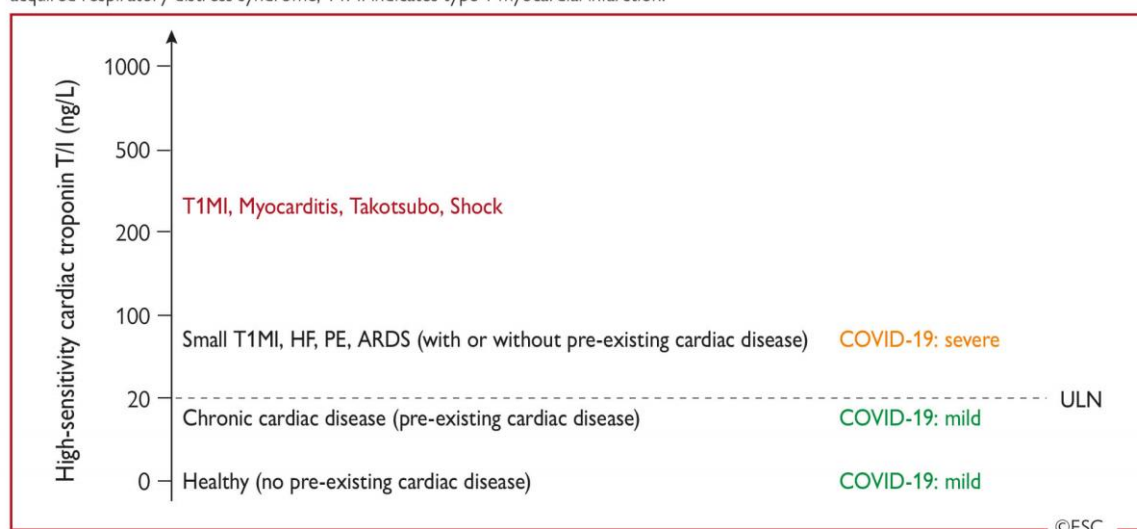 High-sensitivity cardiac troponin T/I (ng/L)
1000
500
T1MI, Myocarditis, Takotsubo, Shock
200
100
Small T1MI, HF, PE, ARDS (with or without pre-existing cardiac disease) COVID-19: severe
20 ULN
Chronic cardiac disease (pre-existing cardiac disease) COVID-19: mild
0 Healthy (no pre-existing cardiac disease) COVID-19: mild
©ESC